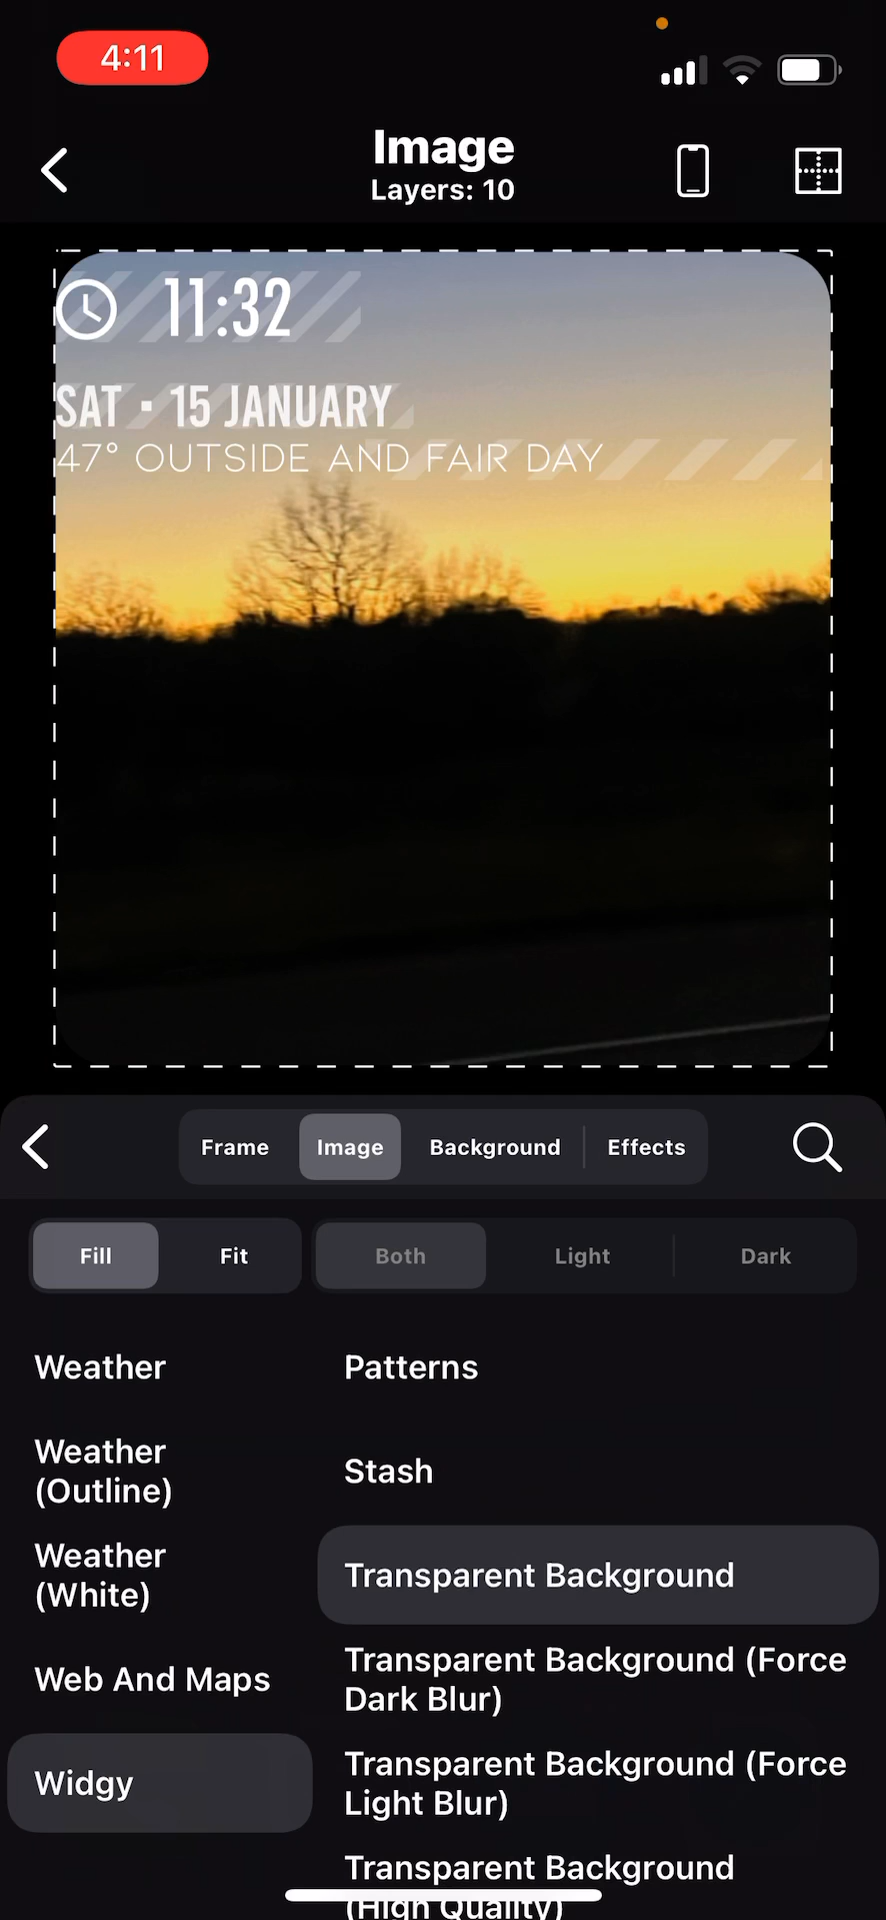 4:11
Image
Layers: 10
11:32
SAT ▪ 15 JANUARY
47° OUTSIDE AND FAIR DAY
Frame
Image
Background
Effects
Fill
Fit
Both
Light
Dark
Weather
Patterns
Weather
(Outline)
Stash
Weather
(White)
Transparent Background
Web And Maps
Transparent Background (Force
Dark Blur)
Widgy
Transparent Background (Force
Light Blur)
Transparent Background
(High Quality)